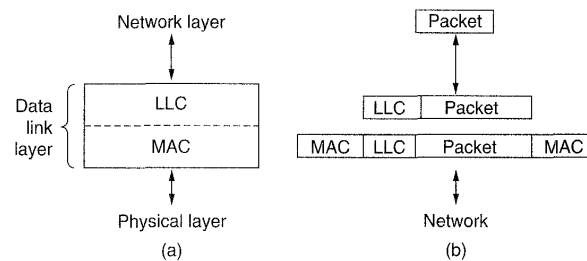 Network layer
Packet
Data
link
layer
LLC
MAC
LLC Packet
MAC LLC Packet MAC
Physical layer
Network
(a)
(b)